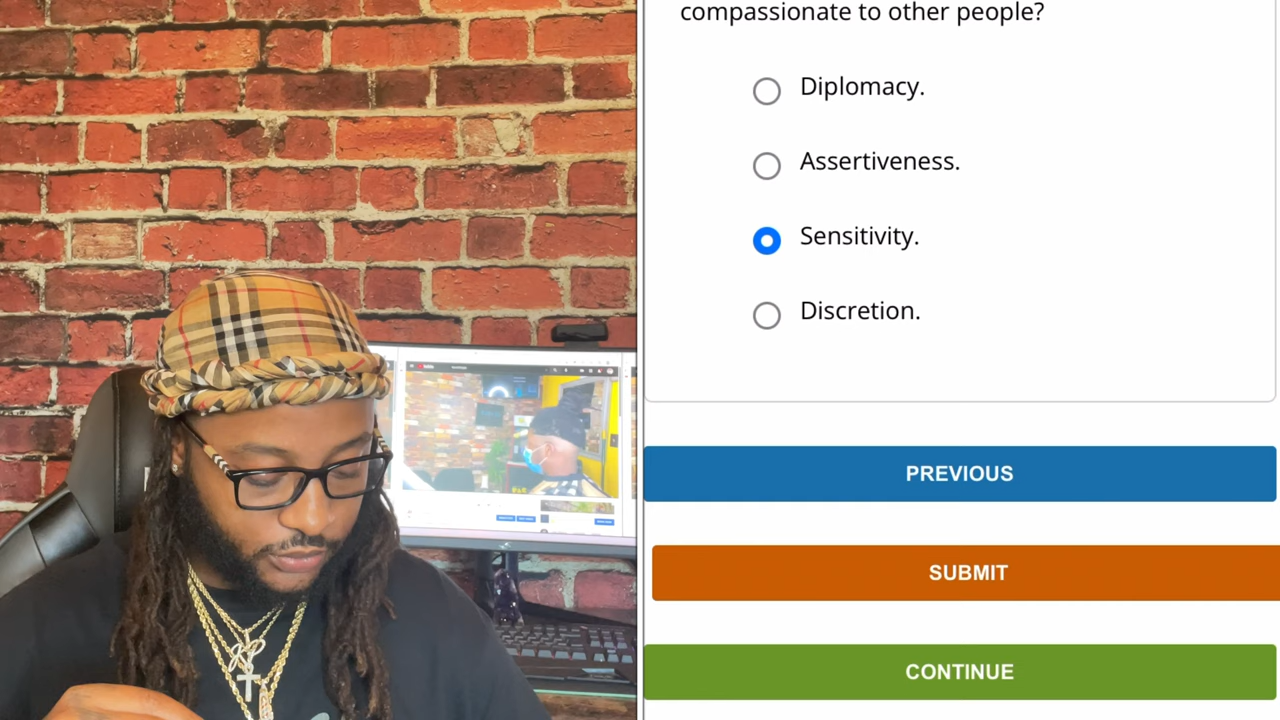 compassionate to other people?
Diplomacy.
Assertiveness.
Sensitivity.
Discretion.
PREVIOUS
SUBMIT
CONTINUE